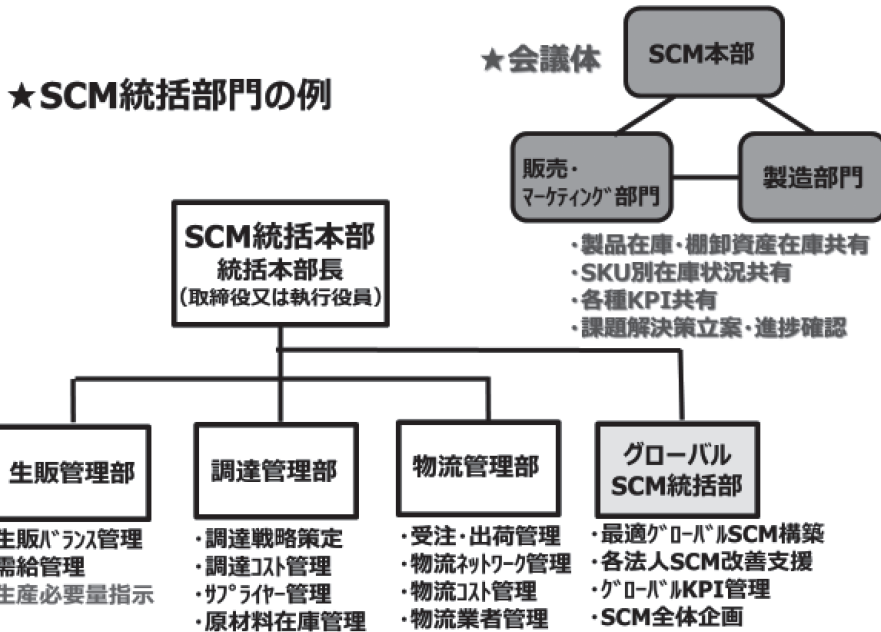 ★SCM統括部門の例
★会議体
SCM本部
販売・
ﾏｰｹﾃｨﾝｸﾞ部門
製造部門
・製品在庫・棚卸資産在庫共有
・SKU別在庫状況共有
・各種KPI共有
・課題解決策立案・進捗確認
SCM統括本部
統括本部長
(取締役又は執行役員)
生販管理部
生販ﾊﾞﾗﾝｽ管理
需給管理
生産必要量指示
調達管理部
・調達戦略策定
・調達ｺｽﾄ管理
・ｻﾌﾟﾗｲﾔｰ管理
・原材料在庫管理
物流管理部
・受注・出荷管理
・物流ﾈｯﾄﾜｰｸ管理
・物流ｺｽﾄ管理
・物流業者管理
グローバル
SCM統括部
・最適ｸﾞﾛｰﾊﾞﾙSCM構築
・各法人SCM改善支援
・ｸﾞﾛｰﾊﾞﾙKPI管理
・SCM全体企画